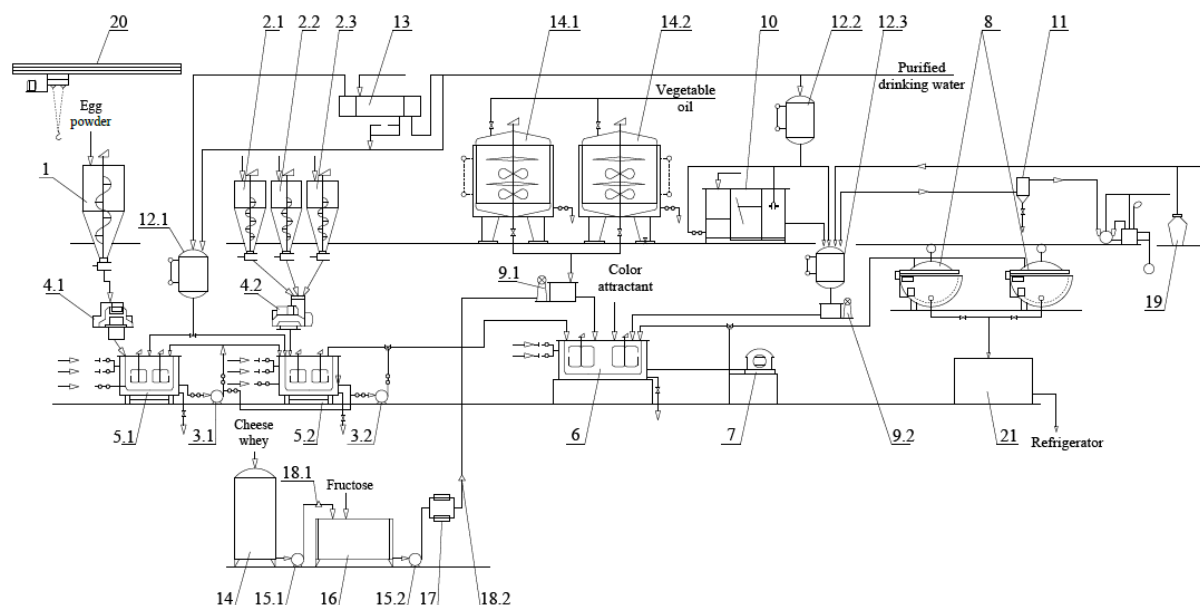 20
2.1
2.2
2.3
13
14.1
14.2
10
12.2
12.3
8
11
Purified
drinking water
Vegetable
oil
Egg
powder
1
12.1
4.1
4.2
9.1
Color
attractant
19
5.1
3.1
5.2
3.2
6
7
9.2
21
Refrigerator
Cheese
whey
18.1
Fructose
14
15.1
16
15.2
17
18.2